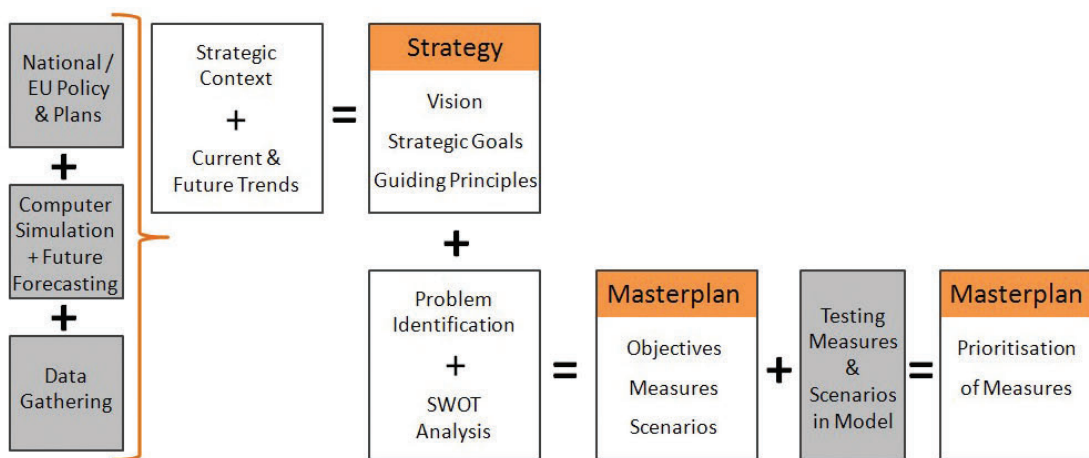 National /
EU Policy
& Plans
+
Computer
Simulation
+ Future
Forecasting
+
Data
Gathering
Strategic
Context
+
Current &
Future Trends
=
Strategy
Vision
Strategic Goals
Guiding Principles
+
Problem
Identification
+
SWOT
Analysis
=
Masterplan
Objectives
Measures
Scenarios
+
Testing
Measures
&
Scenarios
in Model
=
Masterplan
Prioritisation
of Measures